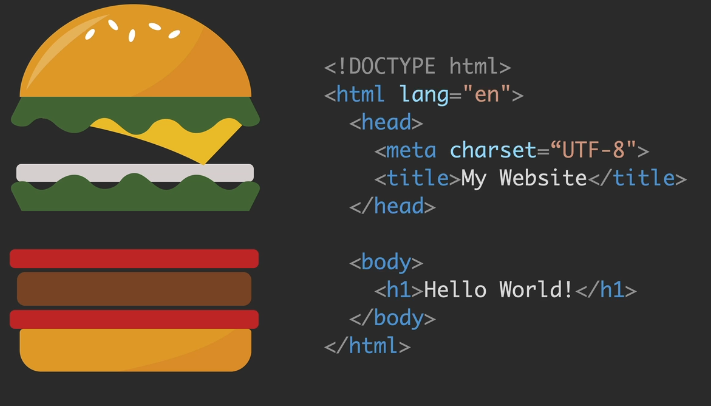 <!DOCTYPE html>
<html lang="en">
<head>
<meta charset=“UTF-8">
<title>My Website</title>
</head>
<body>
<h1>Hello World!</h1>
</body>
</html>